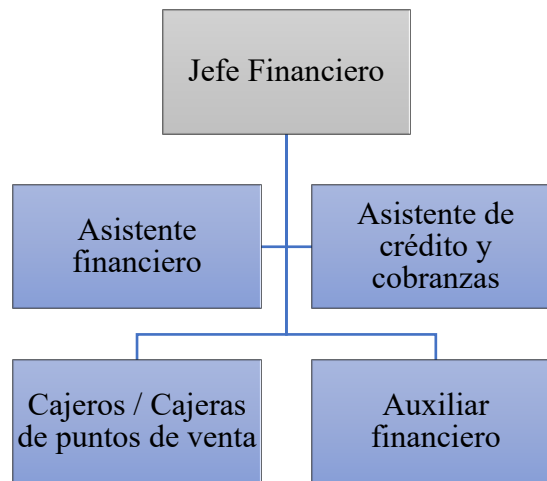 Jefe Financiero
Asistente
financiero
Asistente de
crédito y
cobranzas
Cajeros / Cajeras
de puntos de venta
Auxiliar
financiero